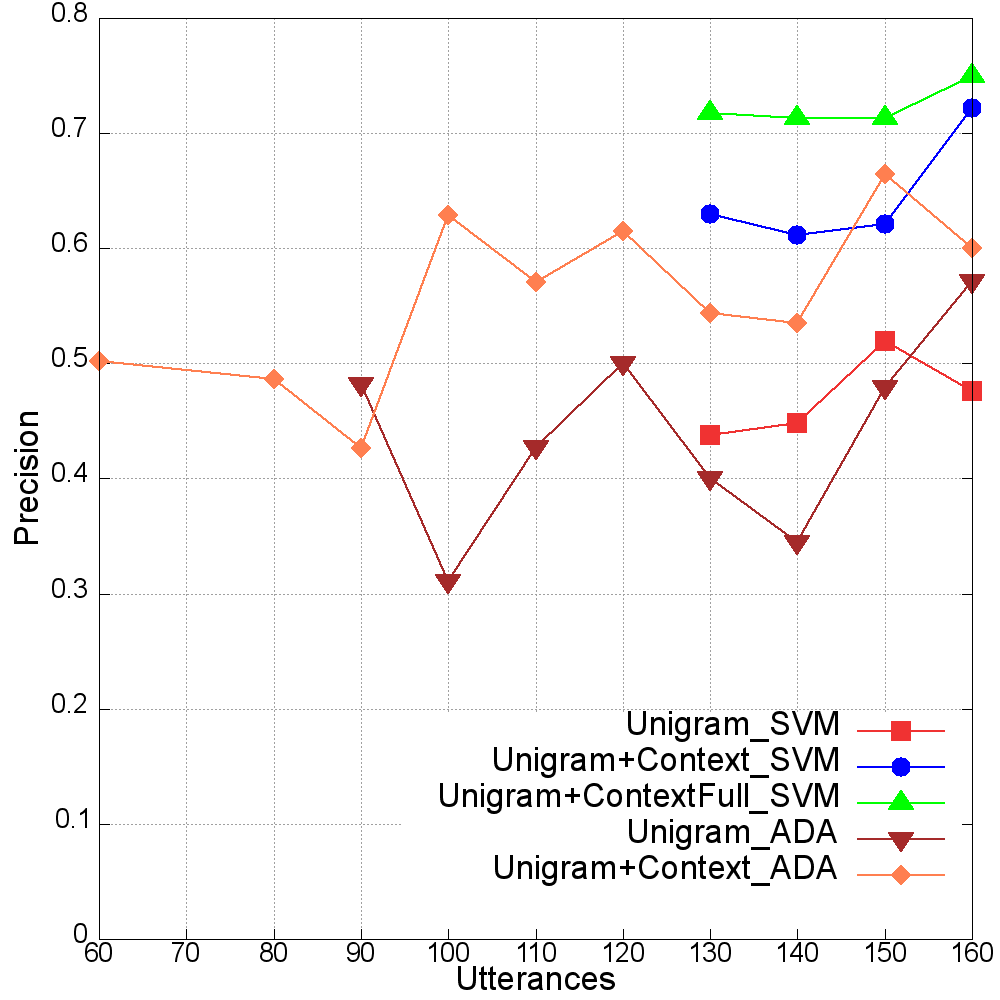 0.8
0.7
0.6
0.5
0.4
0.3
0.2
0.1
0
Precision
60 70 80 90 100 110 120 130 140 150 160
Utterances
Unigram_SVM
Unigram+Context_SVM
Unigram+ContextFull_SVM
Unigram_ADA
Unigram+Context_ADA